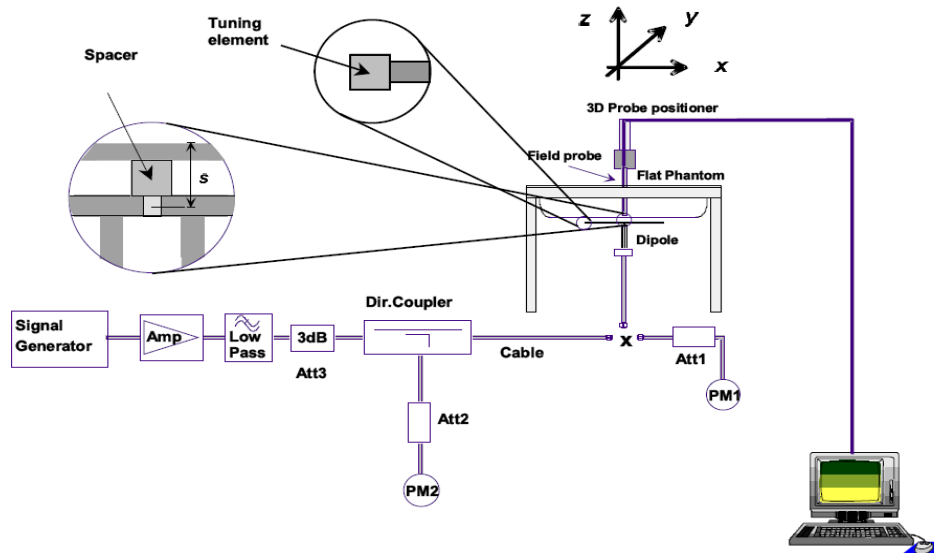 Tuning
element
Spacer
z
y
x
3D Probe positioner
Field probe
Flat Phantom
s
Dipole
Dir.Coupler
Signal
Generator
Amp
Low
Pass
3dB
Att3
Cable
x
Att1
PM1
Att2
PM2